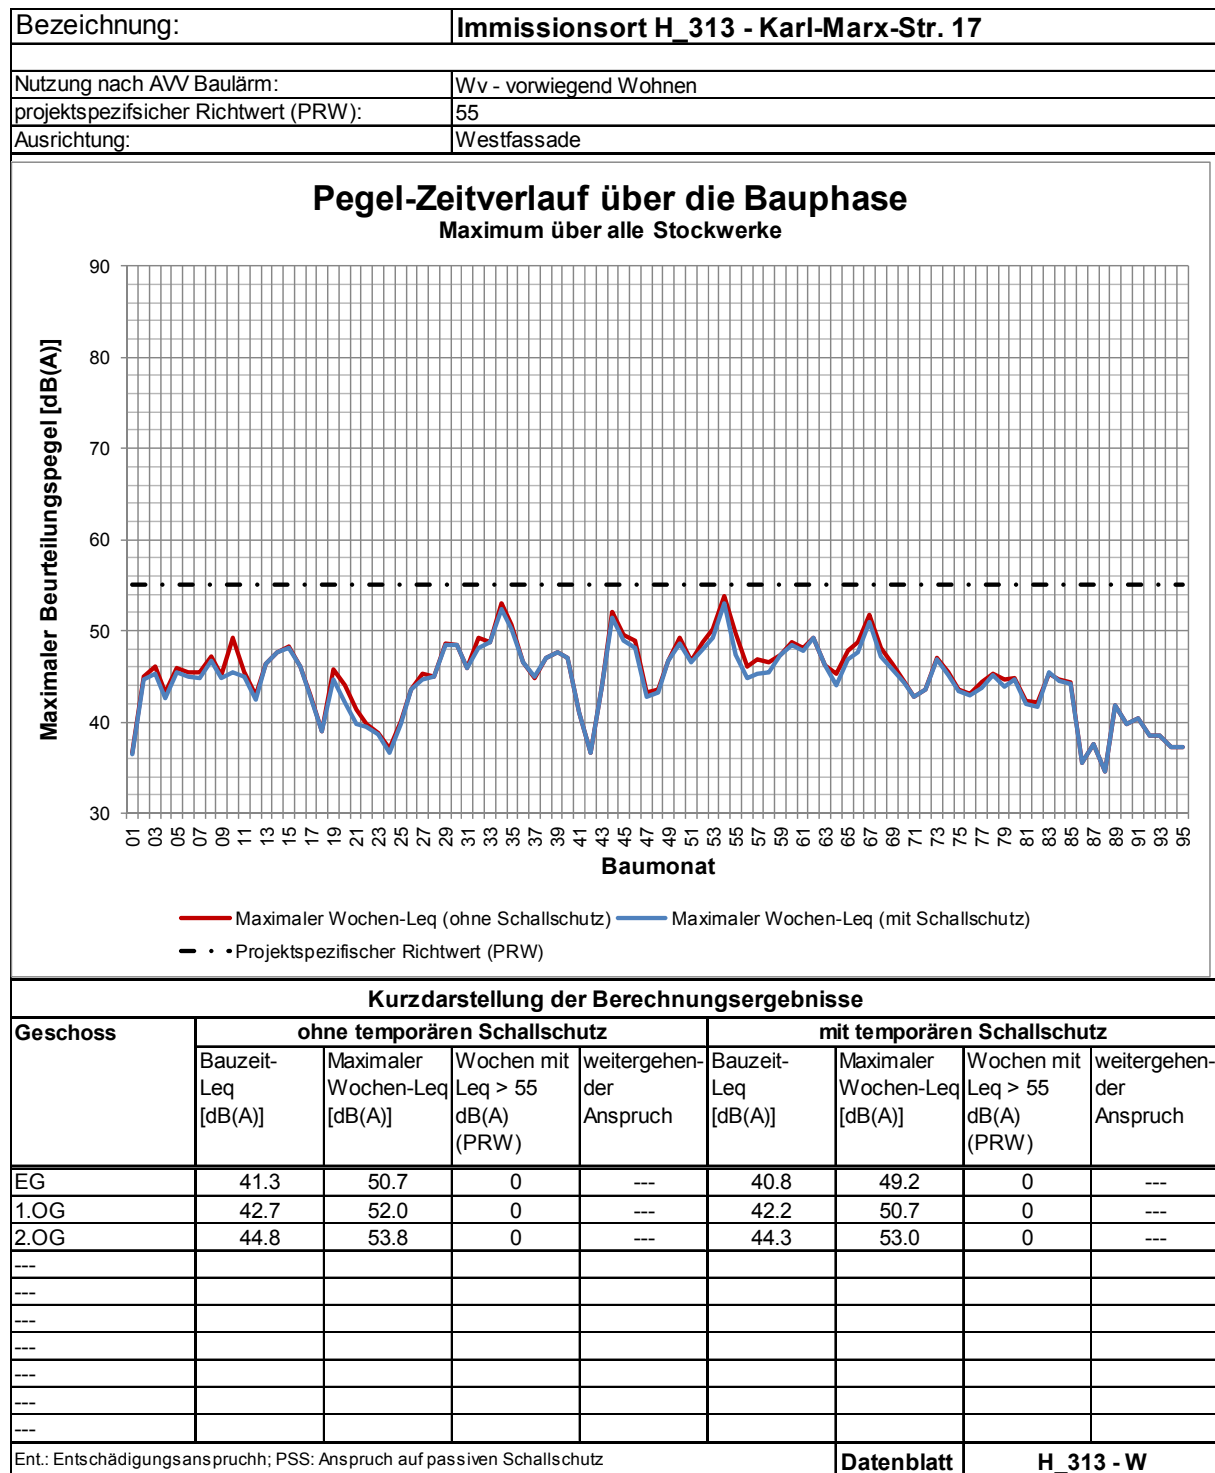 Bezeichnung: Immissionsort H_313 - Karl-Marx-Str. 17
Nutzung nach AVV Baulärm: Wv - vorwiegend Wohnen
projektspezifsicher Richtwert (PRW): 55
Ausrichtung: Westfassade
Pegel-Zeitverlauf über die Bauphase
Maximum über alle Stockwerke
Maximaler Beurteilungspegel [dB(A)]
90
80
70
60
50
40
30
01 03 05 07 09 11 13 15 17 19 21 23 25 27 29 31 33 35 37 39 41 43 45 47 49 51 53 55 57 59 61 63 65 67 69 71 73 75 77 79 81 83 85 87 89 91 93 95
Baumonat
Maximaler Wochen-Leq (ohne Schallschutz) Maximaler Wochen-Leq (mit Schallschutz)
Projektspezifischer Richtwert (PRW)
Kurzdarstellung der Berechnungsergebnisse
Geschoss ohne temporären Schallschutz mit temporären Schallschutz
Bauzeit- Maximaler Wochen mit weitergehen- Bauzeit- Maximaler Wochen mit weitergehen-
Leq Wochen-Leq Leq > 55 der Leq Wochen-Leq Leq > 55 der
[dB(A)] [dB(A)] dB(A) Anspruch [dB(A)] [dB(A)] dB(A) Anspruch
(PRW) (PRW)
EG 41.3 50.7 0 --- 40.8 49.2 0 ---
1.OG 42.7 52.0 0 --- 42.2 50.7 0 ---
2.OG 44.8 53.8 0 --- 44.3 53.0 0 ---
---
---
---
---
---
---
---
Ent.: Entschädigungsanspruchh; PSS: Anspruch auf passiven Schallschutz Datenblatt H_313 - W